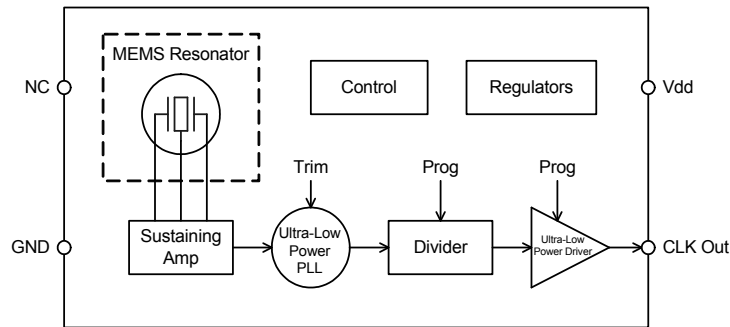 MEMS Resonator
NC
Control
Regulators
Vdd
Trim
Prog
Prog
GND
Sustaining
Amp
Ultra-Low
Power
PLL
Divider
Ultra-Low
Power Driver
CLK Out